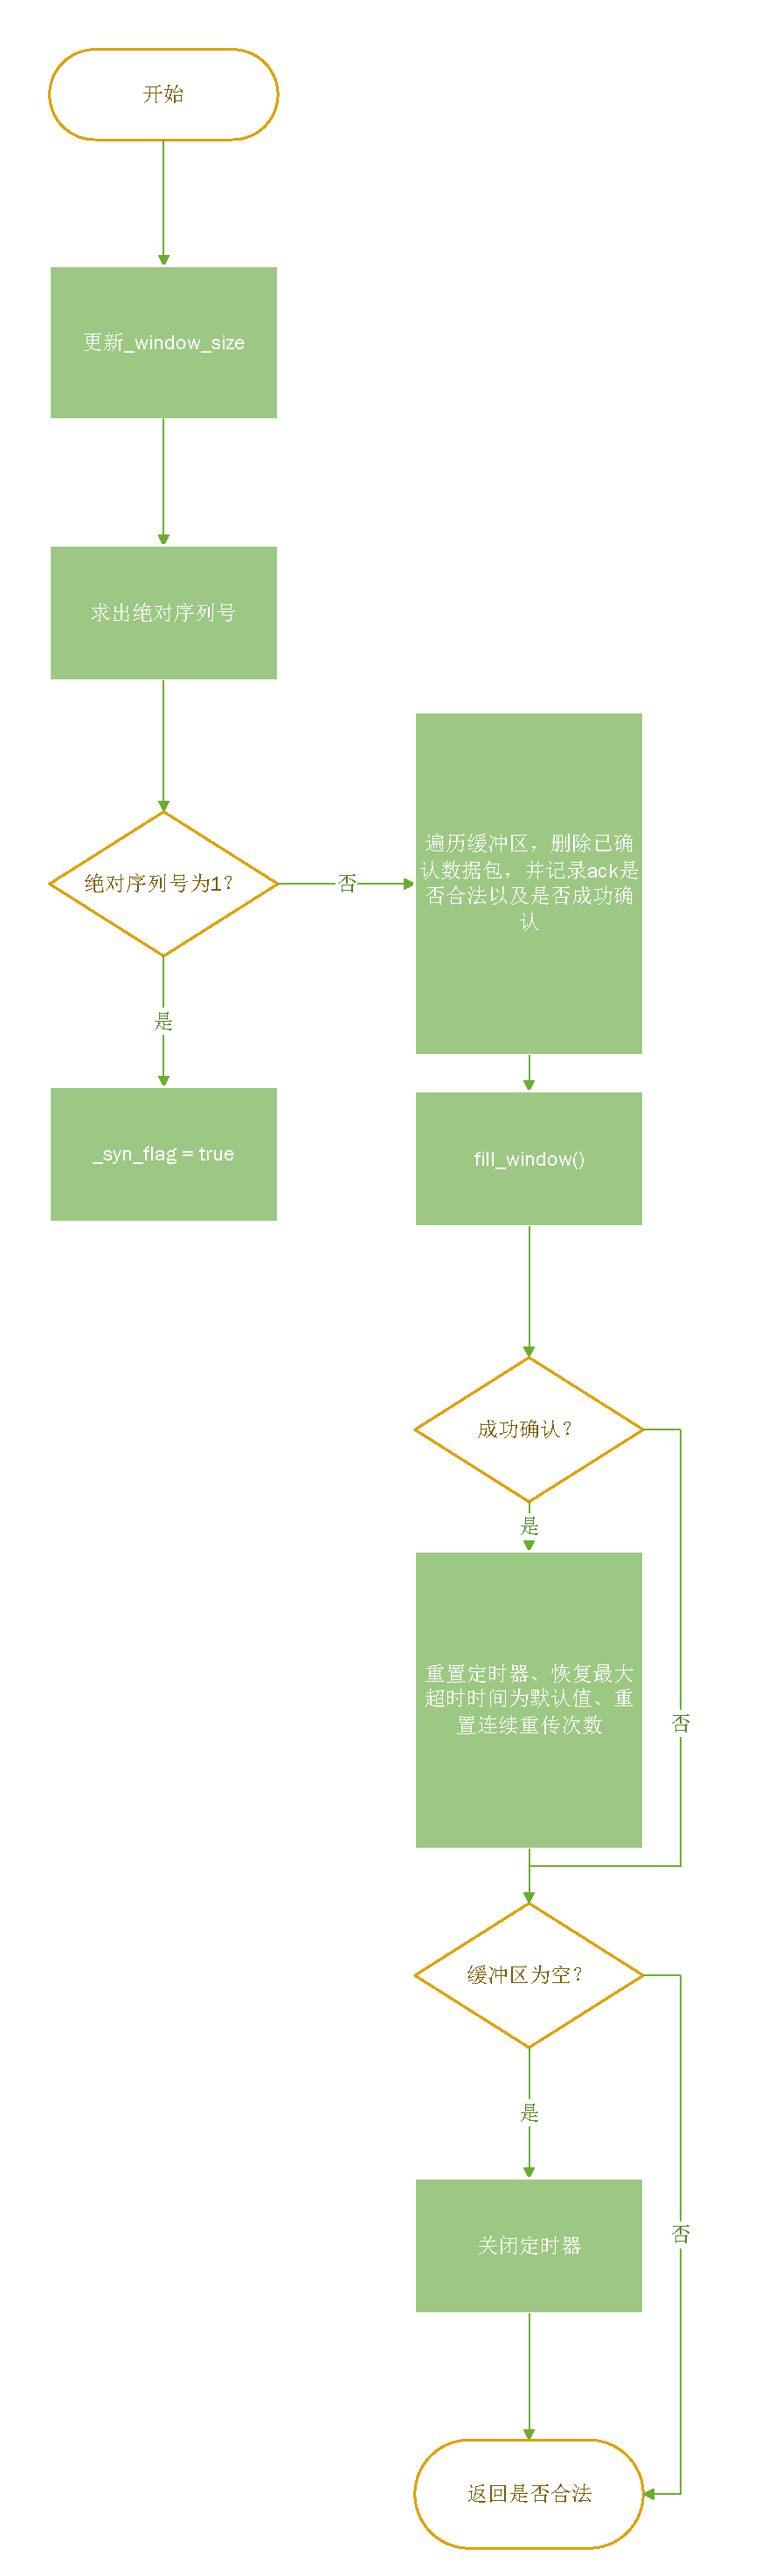 开始
更新_window_size
求出绝对序列号
绝对序列号为1?
否
是
_syn_flag = true
遍历缓冲区，删除已确
认数据包，并记录ack是
否合法以及是否成功确
认
fill_window()
成功确认?
是
否
重置定时器、恢复最大
超时时间为默认值、重
置连续重传次数
缓冲区为空?
是
否
关闭定时器
返回是否合法